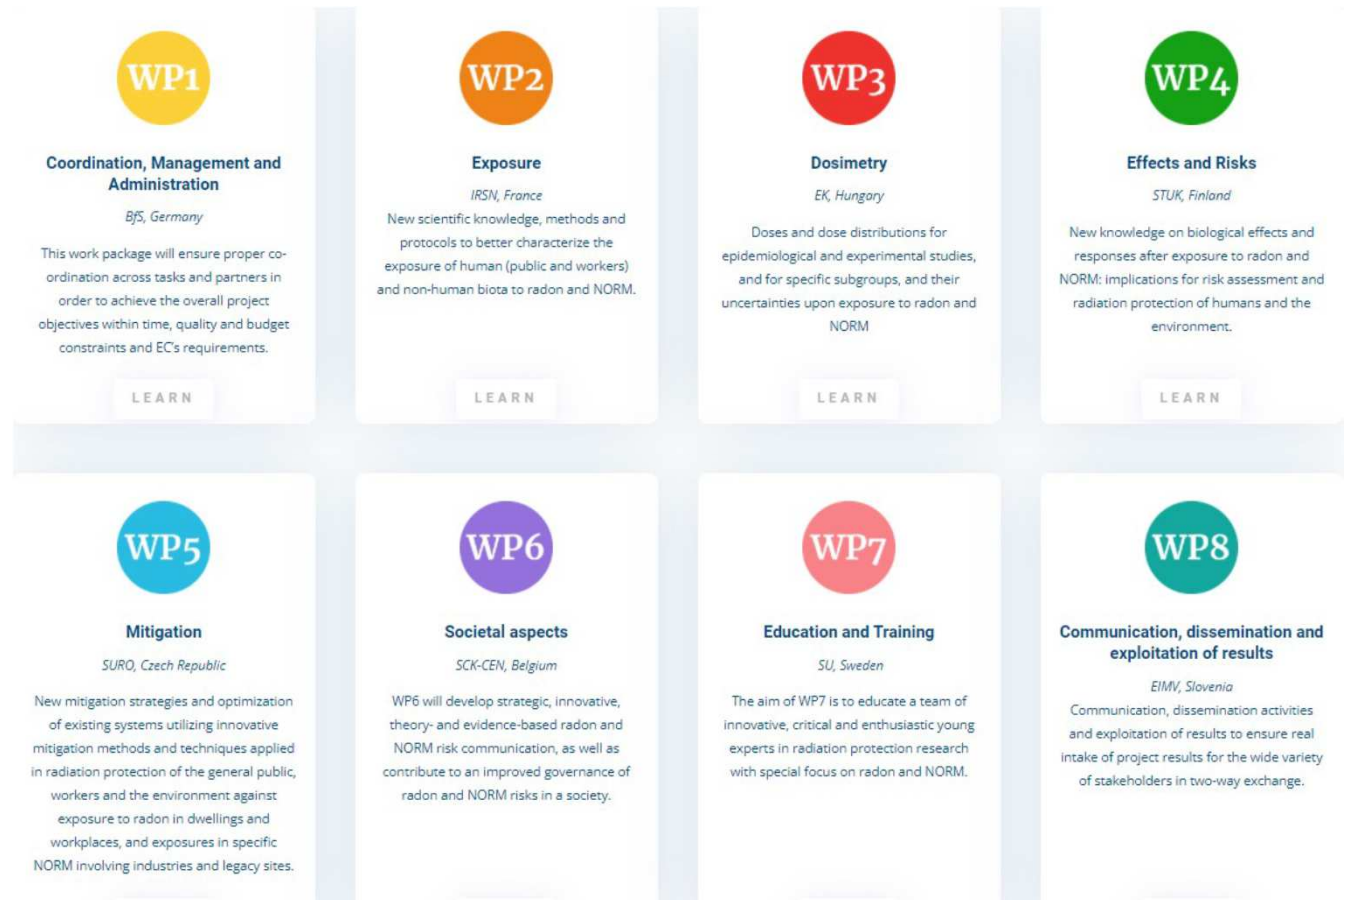 WP1
Coordination, Management and
Administration
BfS, Germany
This work package will ensure proper co-
ordination across tasks and partners in
order to achieve the overall project
objectives within time, quality and budget
constraints and EC's requirements.
LEARN
WP2
Exposure
IRSN, France
New scientific knowledge, methods and
protocols to better characterize the
exposure of human (public and workers)
and non-human biota to radon and NORM.
LEARN
WP3
Dosimetry
EK, Hungary
Doses and dose distributions for
epidemiological and experimental studies,
and for specific subgroups, and their
uncertainties upon exposure to radon and
NORM
LEARN
WP4
Effects and Risks
STUK, Finland
New knowledge on biological effects and
responses after exposure to radon and
NORM: implications for risk assessment and
radiation protection of humans and the
environment.
LEARN
WP5
Mitigation
SURO, Czech Republic
New mitigation strategies and optimization
of existing systems utilizing innovative
mitigation methods and techniques applied
in radiation protection of the general public,
workers and the environment against
exposure to radon in dwellings and
workplaces, and exposures in specific
NORM involving industries and legacy sites.
WP6
Societal aspects
SCK-CEN, Belgium
WP6 will develop strategic, innovative,
theory- and evidence-based radon and
NORM risk communication, as well as
contribute to an improved governance of
radon and NORM risks in a society.
WP7
Education and Training
SU, Sweden
The aim of WP7 is to educate a team of
innovative, critical and enthusiastic young
experts in radiation protection research
with special focus on radon and NORM.
WP8
Communication, dissemination and
exploitation of results
EIMV, Slovenia
Communication, dissemination activities
and exploitation of results to ensure real
intake of project results for the wide variety
of stakeholders in two-way exchange.